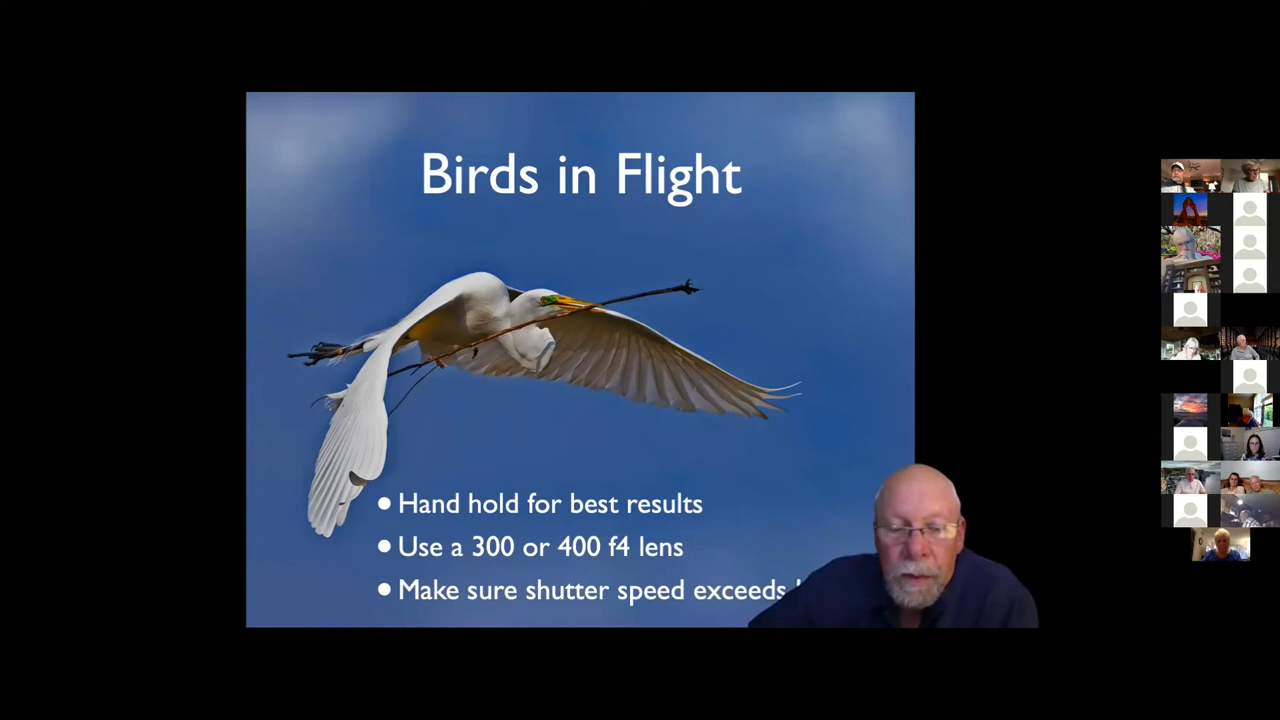 Birds in Flight
• Hand hold for best results
• Use a 300 or 400 f4 lens
• Make sure shutter speed exceeds